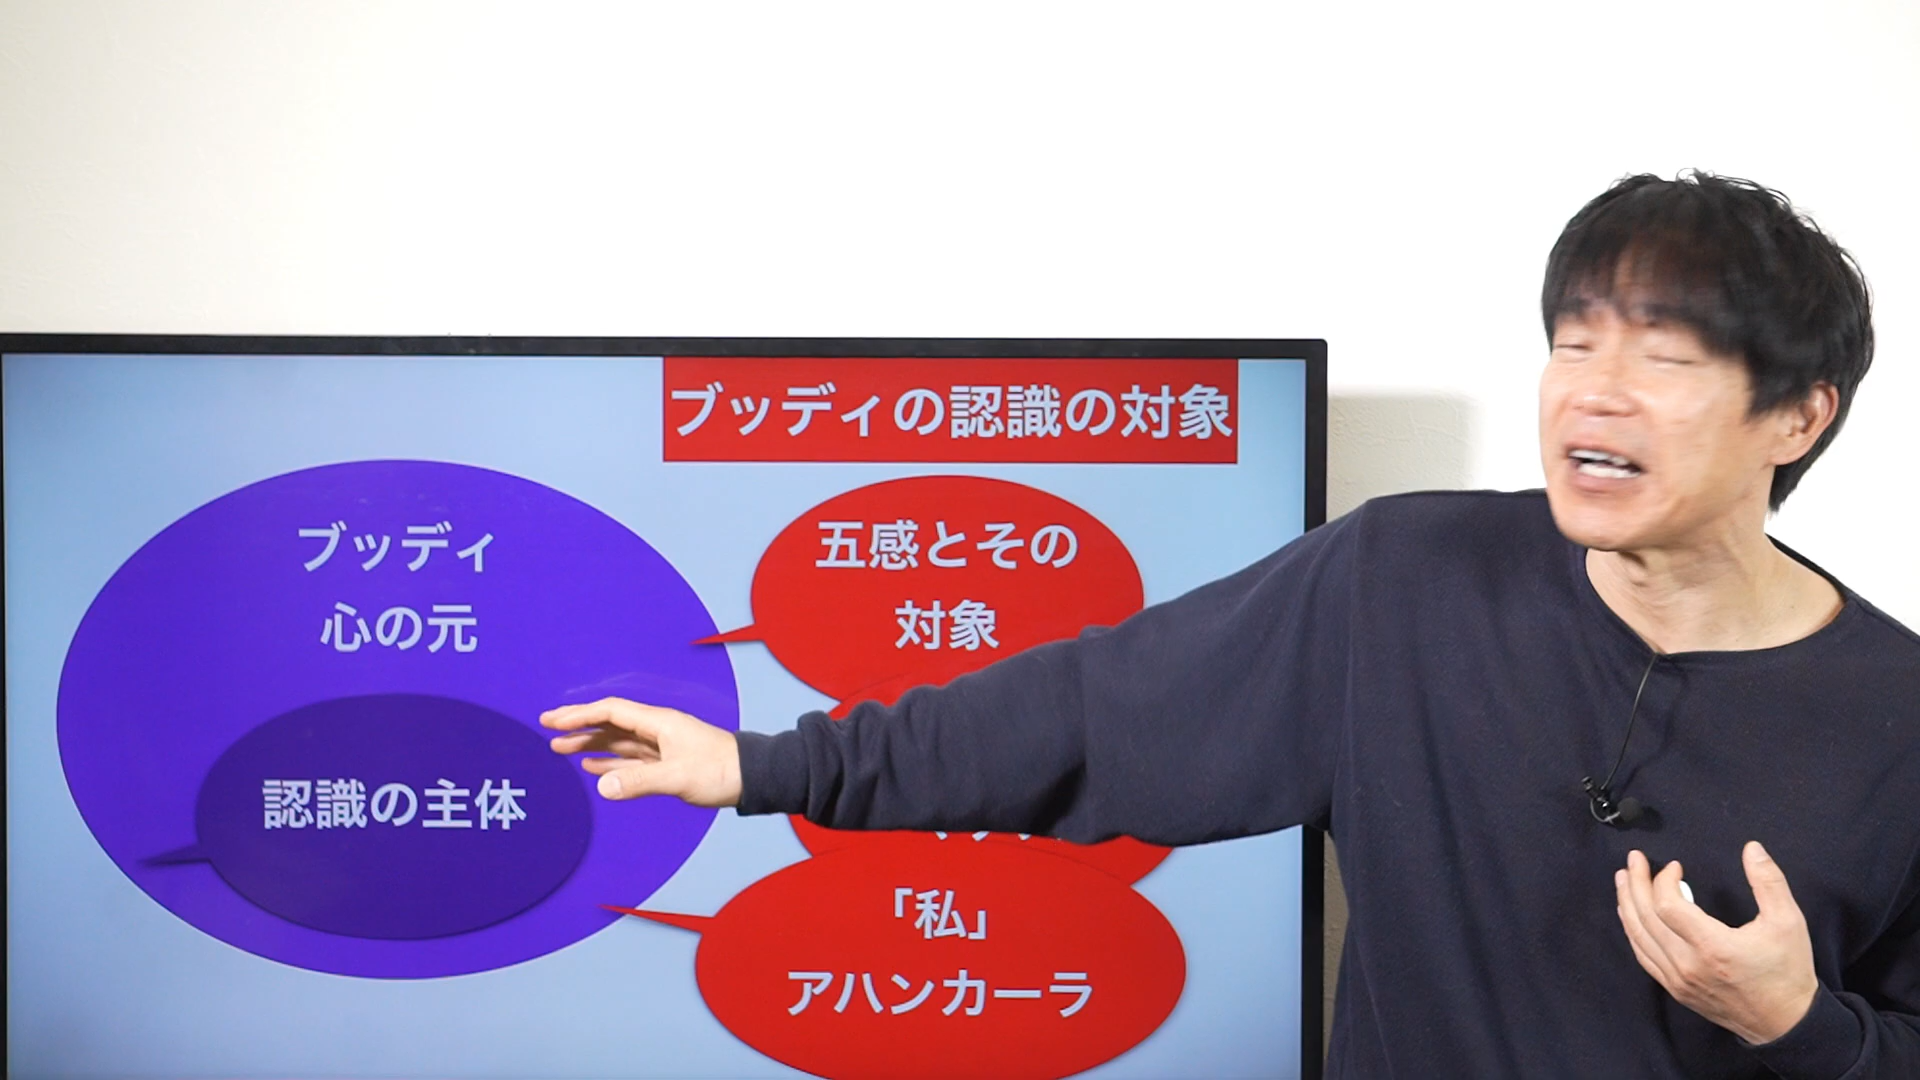 ブッディの認識の対象
ブッディ
心の元
認識の主体
五感とその
対象
「私」
アハンカーラ